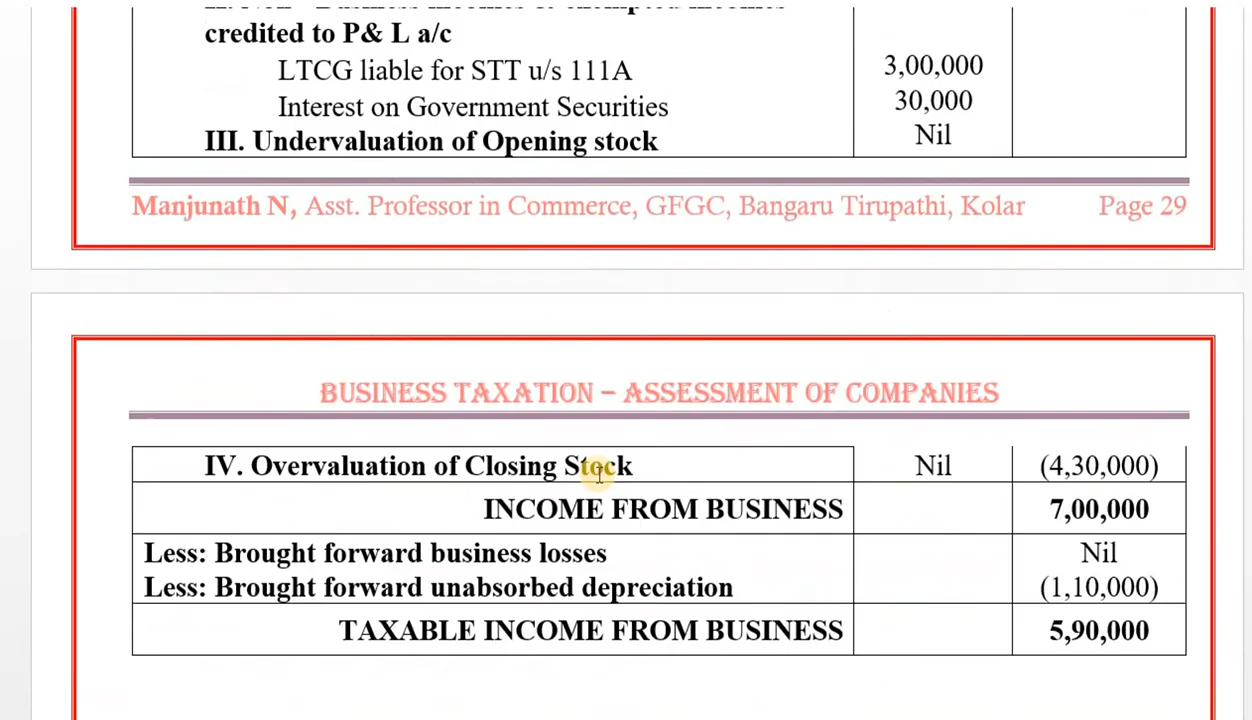 credited to P& L a/c
LTCG liable for STT u/s 111A 3,00,000
Interest on Government Securities 30,000
III. Undervaluation of Opening stock Nil
Manjunath N, Asst. Professor in Commerce, GFGC, Bangaru Tirupathi, Kolar Page 29
BUSINESS TAXATION – ASSESSMENT OF COMPANIES
IV. Overvaluation of Closing Stock Nil (4,30,000)
INCOME FROM BUSINESS 7,00,000
Less: Brought forward business losses Nil
Less: Brought forward unabsorbed depreciation (1,10,000)
TAXABLE INCOME FROM BUSINESS 5,90,000